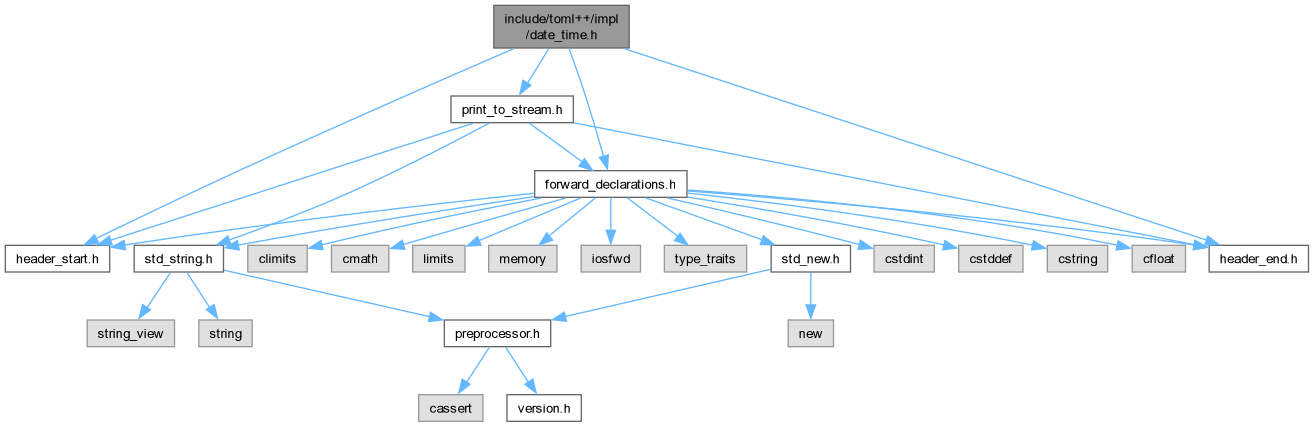 include/toml++/impl
/date_time.h
print_to_stream.h
forward_declarations.h
header_start.h
std_string.h
climits
cmath
limits
memory
iosfwd
type_traits
std_new.h
cstdint
cstddef
cstring
cfloat
header_end.h
string_view
string
preprocessor.h
new
cassert
version.h